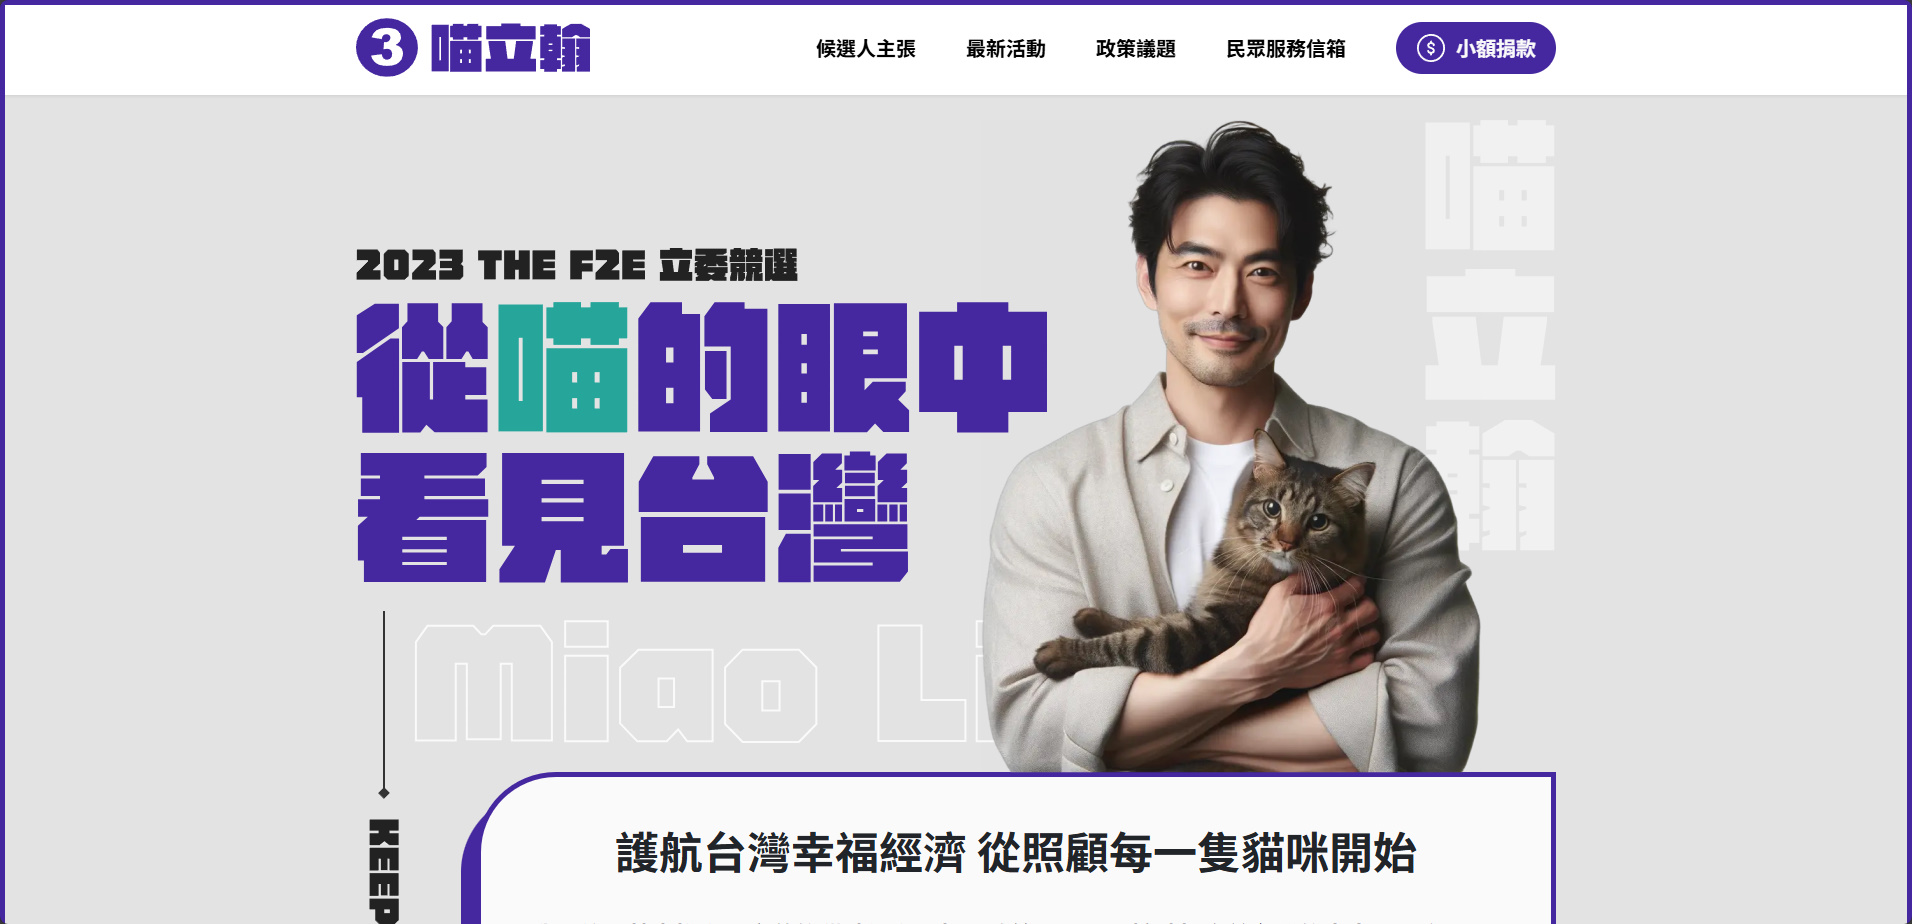 3 喵立翰
候選人主張 最新活動 政策議題 民眾服務信箱 $ 小額捐款
喵立翰
2023 THE F2E 立委競選
從喵的眼中
看見台灣
Miao Li
KEEP
護航台灣幸福經濟 從照顧每一隻貓咪開始